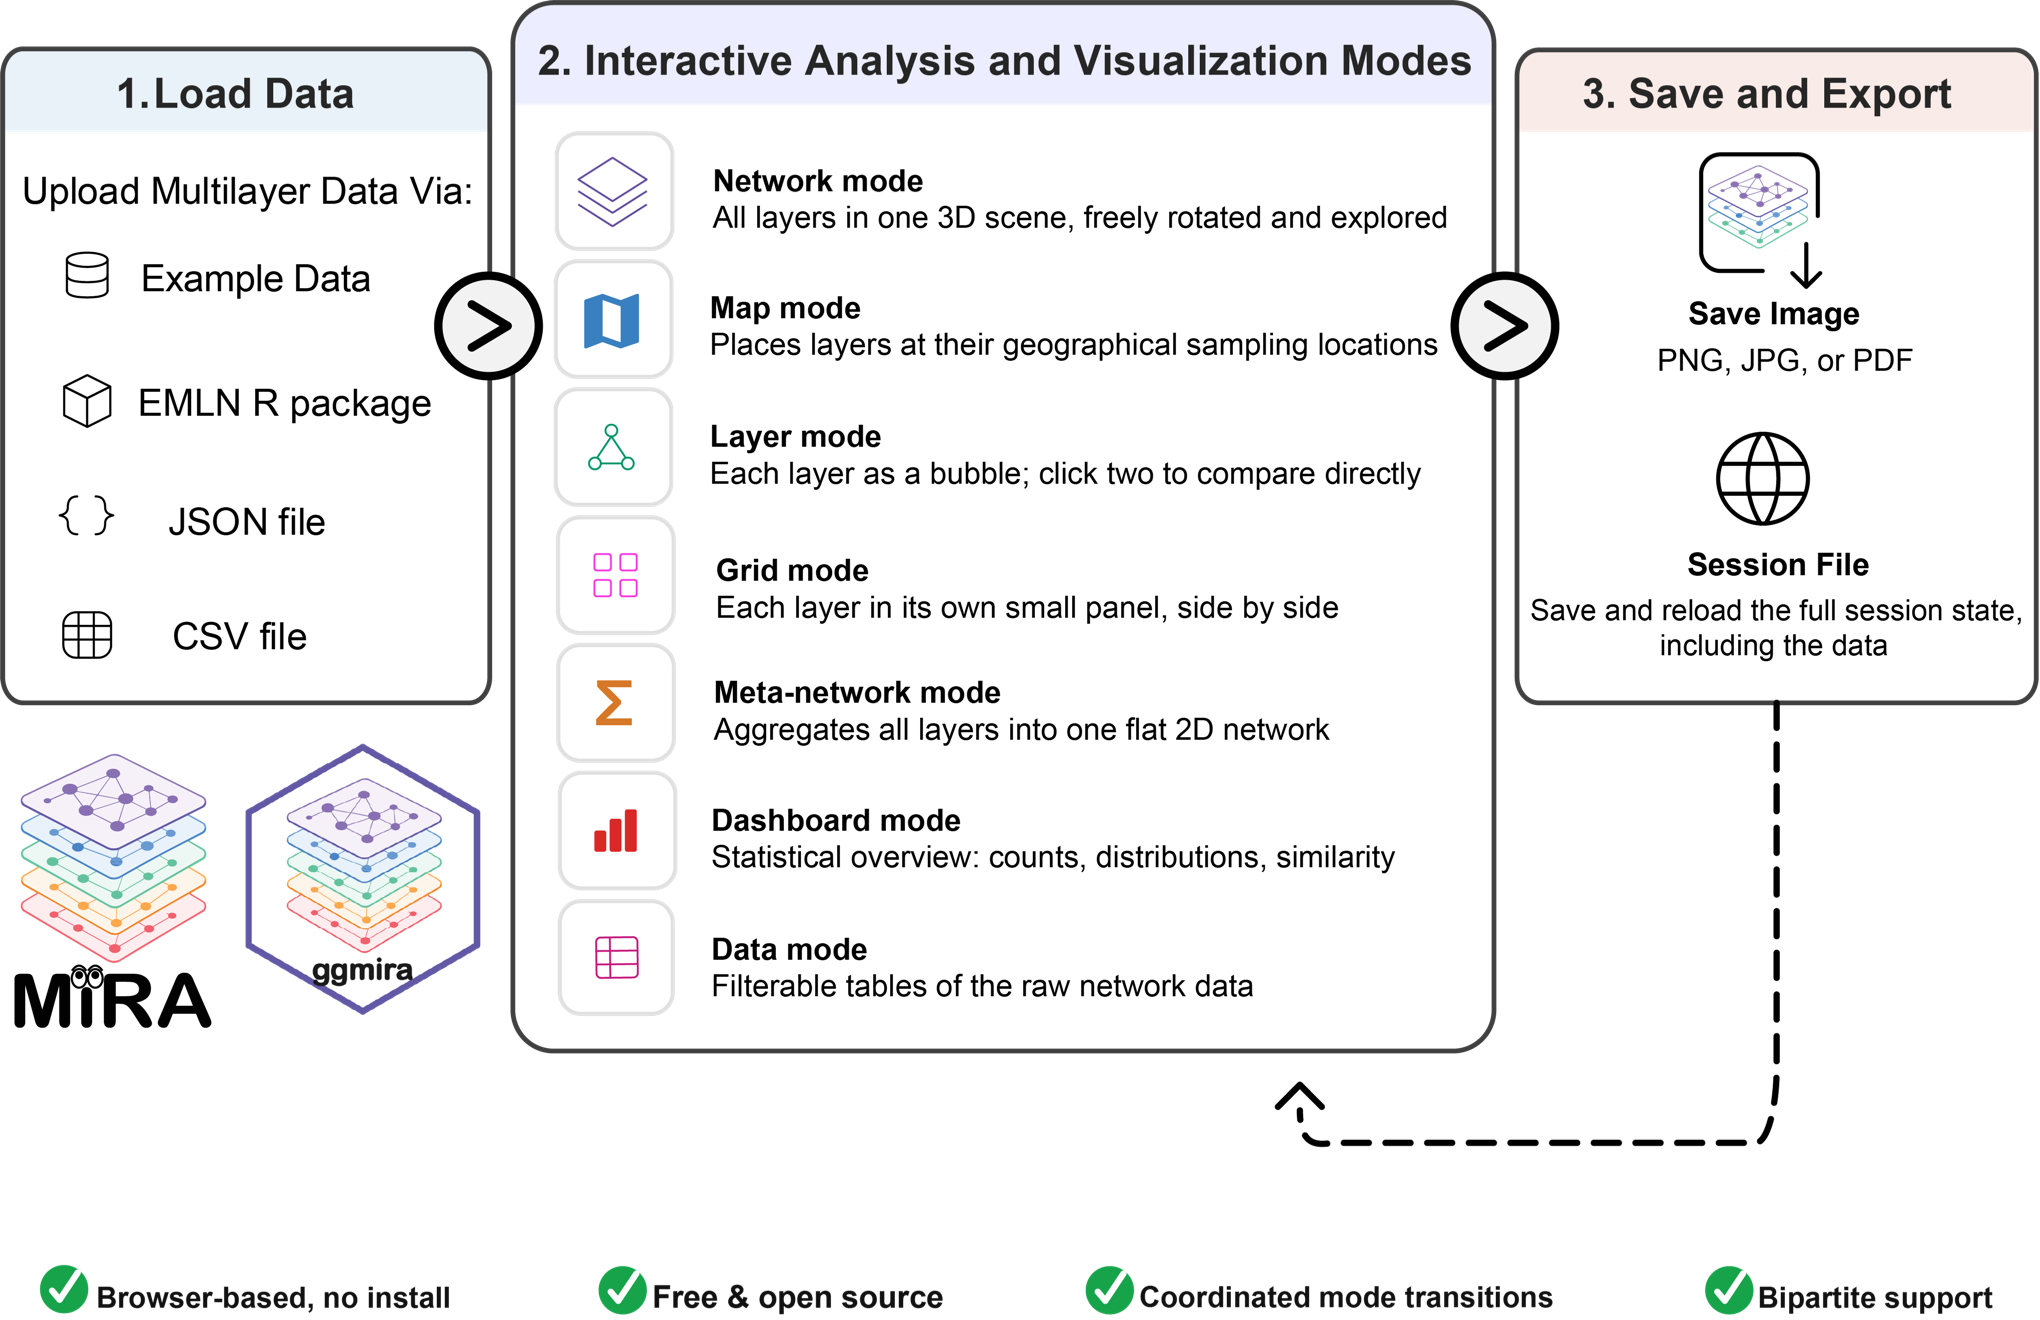 1. Load Data
Upload Multilayer Data Via:
Example Data
EMLN R package
JSON file
CSV file
MiRA
ggmira
2. Interactive Analysis and Visualization Modes
Network mode
All layers in one 3D scene, freely rotated and explored
Map mode
Places layers at their geographical sampling locations
Layer mode
Each layer as a bubble; click two to compare directly
Grid mode
Each layer in its own small panel, side by side
Meta-network mode
Aggregates all layers into one flat 2D network
Dashboard mode
Statistical overview: counts, distributions, similarity
Data mode
Filterable tables of the raw network data
3. Save and Export
Save Image
PNG, JPG, or PDF
Session File
Save and reload the full session state,
including the data
Browser-based, no install
Free & open source
Coordinated mode transitions
Bipartite support